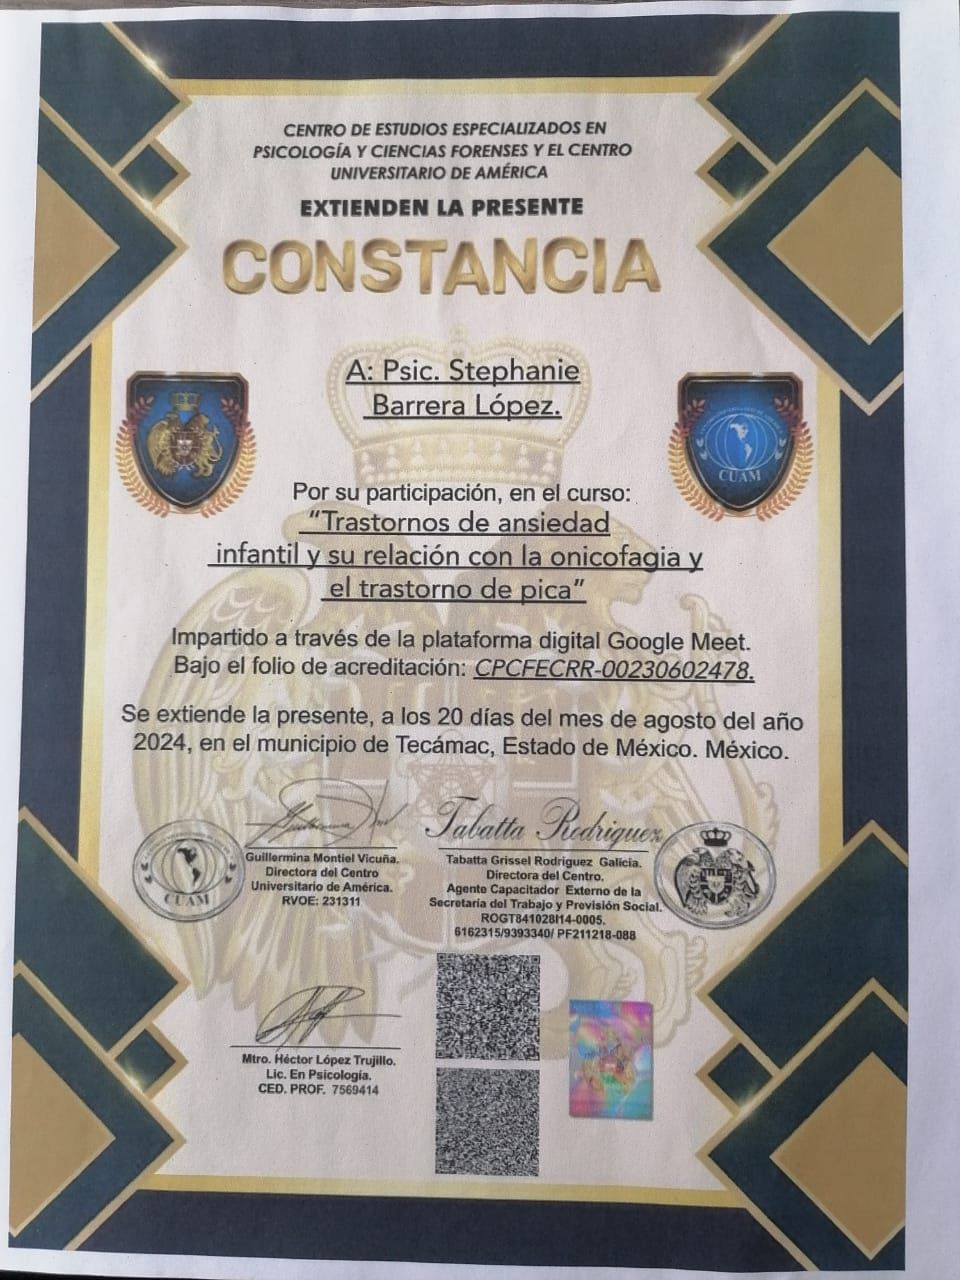 CENTRO DE ESTUDIOS ESPECIALIZADOS EN
PSICOLOGÍA Y CIENCIAS FORENSES Y EL CENTRO
UNIVERSITARIO DE AMÉRICA
EXTIENDEN LA PRESENTE
CONSTANCIA
A: Psic. Stephanie
Barrera López.
CUAM
Por su participación, en el curso:
“Trastornos de ansiedad
infantil y su relación con la onicofagia y
el trastorno de pica”
Impartido a través de la plataforma digital Google Meet.
Bajo el folio de acreditación: CPCFECRR-00230602478.
Se extiende la presente, a los 20 días del mes de agosto del año
2024, en el municipio de Tecámac, Estado de México. México.
Tabatta Rodriguez
CUAM
Guillermina Montiel Vicuña.
Directora del Centro
Universitario de América.
RVOE: 231311
Tabatta Grissel Rodriguez Galicia.
Directora del Centro.
Agente Capacitador Externo de la
Secretaría del Trabajo y Previsión Social.
ROGT841028I14-0005.
6162315/9393340/ PF211218-088
Mtro. Héctor López Trujillo.
Lic. En Psicología.
CED. PROF. 7569414